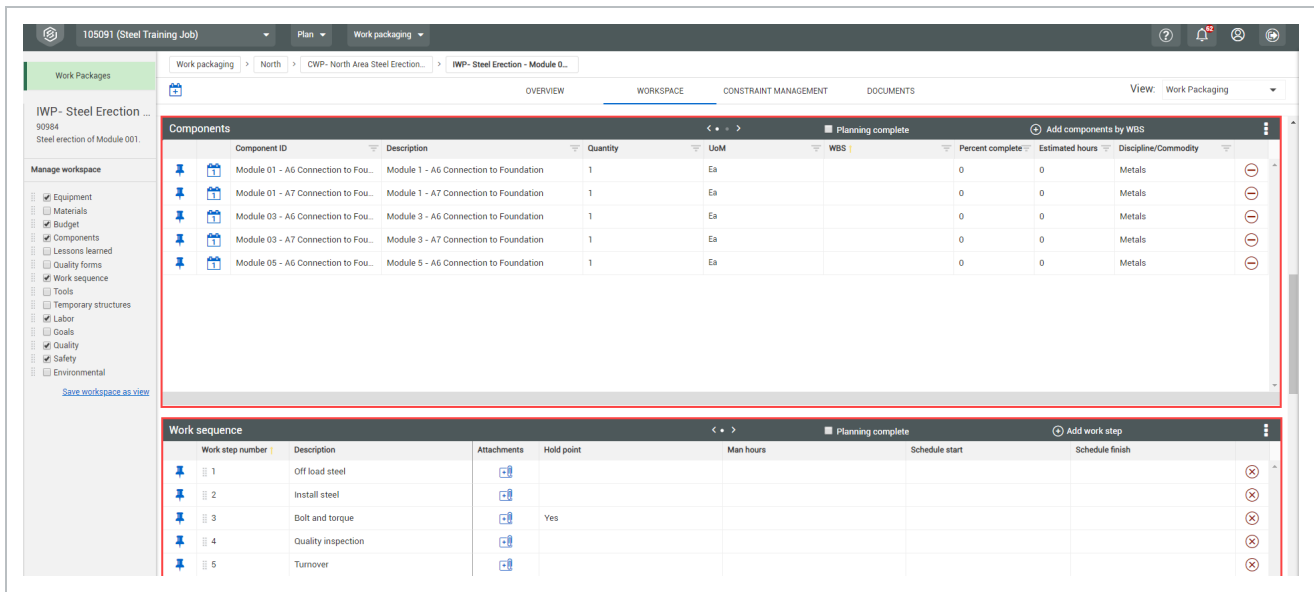 105091 (Steel Training Job) Plan Work packaging 62
Work Packages
IWP- Steel Erection ...
90984
Steel erection of Module 001.
Manage workspace
Equipment
Materials
Budget
Components
Lessons learned
Quality forms
Work sequence
Tools
Temporary structures
Labor
Goals
Quality
Safety
Environmental
Save workspace as view
Work packaging > North > CWP- North Area Steel Erection... > IWP- Steel Erection - Module 0...
OVERVIEW WORKSPACE CONSTRAINT MANAGEMENT DOCUMENTS View: Work Packaging
Components Planning complete Add components by WBS
Component ID Description Quantity UoM WBS Percent complete Estimated hours Discipline/Commodity
1 Module 01 - A6 Connection to Fou... Module 1 - A6 Connection to Foundation 1 Ea 0 0 Metals
1 Module 01 - A7 Connection to Fou... Module 1 - A7 Connection to Foundation 1 Ea 0 0 Metals
1 Module 03 - A6 Connection to Fou... Module 3 - A6 Connection to Foundation 1 Ea 0 0 Metals
1 Module 03 - A7 Connection to Fou... Module 3 - A7 Connection to Foundation 1 Ea 0 0 Metals
1 Module 05 - A6 Connection to Fou... Module 5 - A6 Connection to Foundation 1 Ea 0 0 Metals
Work sequence Planning complete Add work step
Work step number Description Attachments Hold point Man hours Schedule start Schedule finish
1 Off load steel
2 Install steel
3 Bolt and torque Yes
4 Quality inspection
5 Turnover